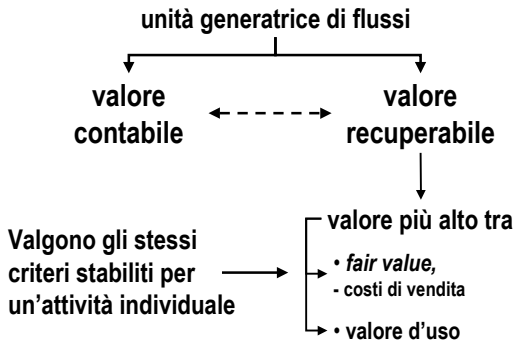 unità generatrice di flussi
valore
contabile
valore
recuperabile
valore più alto tra
Valgono gli stessi
criteri stabiliti per
un'attività individuale
• fair value,
- costi di vendita
• valore d'uso